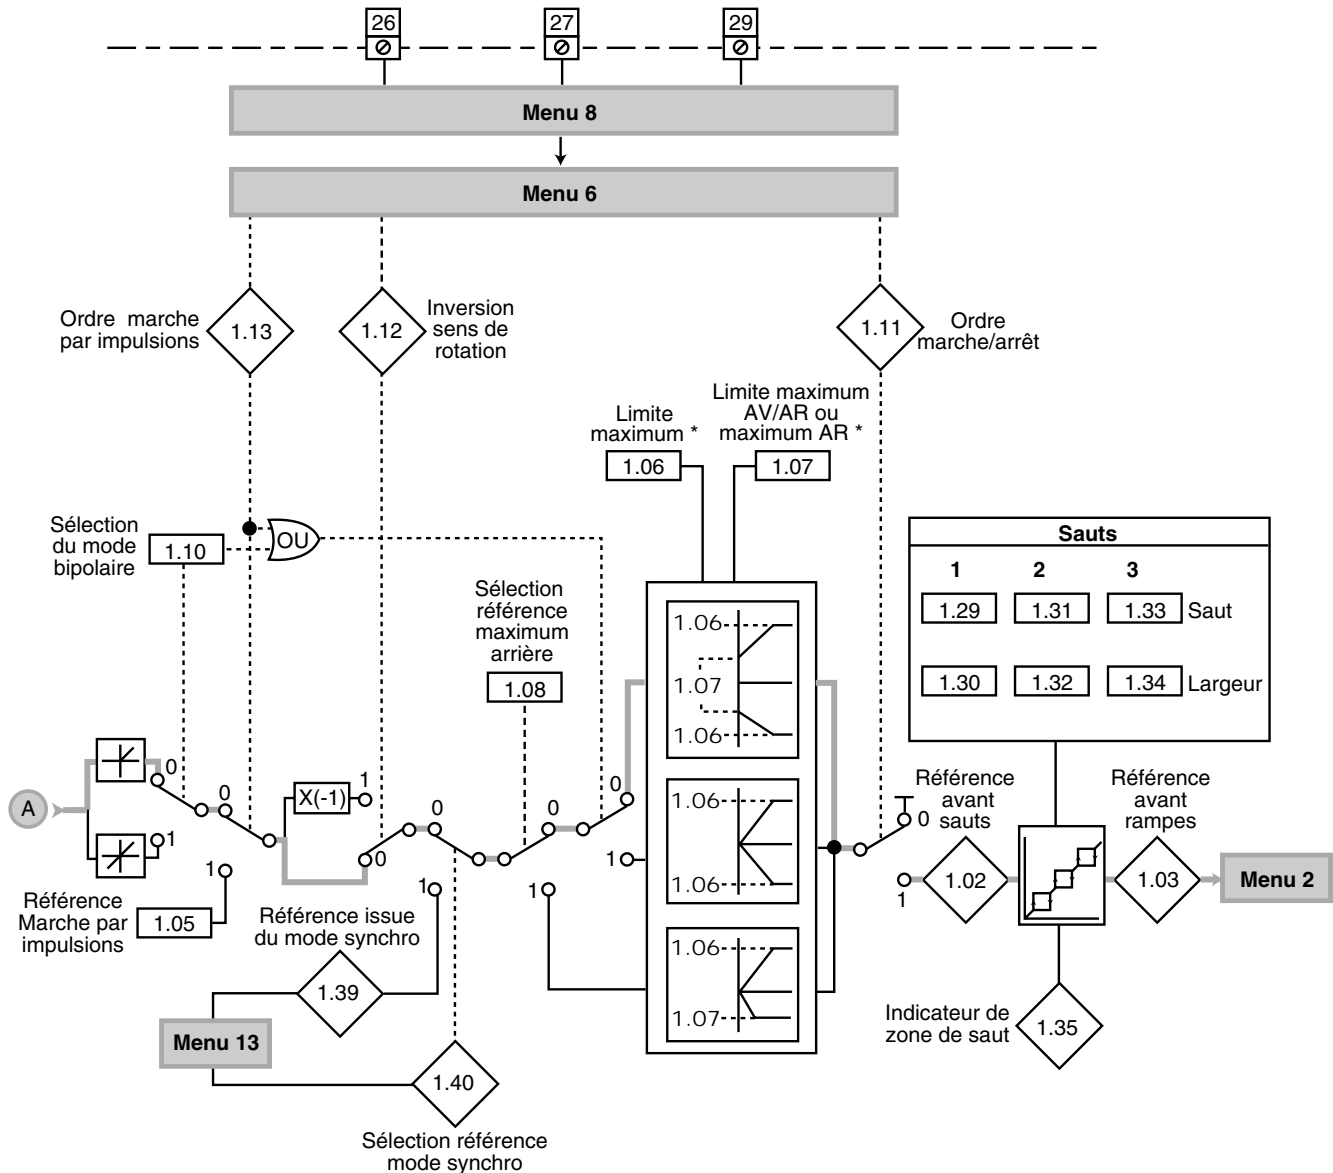 26
27
29
Menu 8
Menu 6
Ordre marche
par impulsions
1.13
1.12
Inversion
sens de
rotation
1.11
Ordre
marche/arrêt
Limite
maximum *
1.06
Limite maximum
AV/AR ou
maximum AR *
1.07
Sélection
du mode
bipolaire
1.10
OU
Sélection
référence
maximum
arrière
1.08
1.06
1.07
1.06
1.06
1.06
1.06
1.07
Sauts
1
2
3
1.29
1.31
1.33
Saut
1.30
1.32
1.34
Largeur
A
0
1
0
1
X(-1)
1
0
0
1
0
1
0
1
0
1
Référence
Marche par
impulsions
1.05
Référence issue
du mode synchro
1.39
Menu 13
1.40
Sélection référence
mode synchro
Référence
avant
sauts
1.02
Référence
avant
rampes
1.03
Menu 2
Indicateur de
zone de saut
1.35